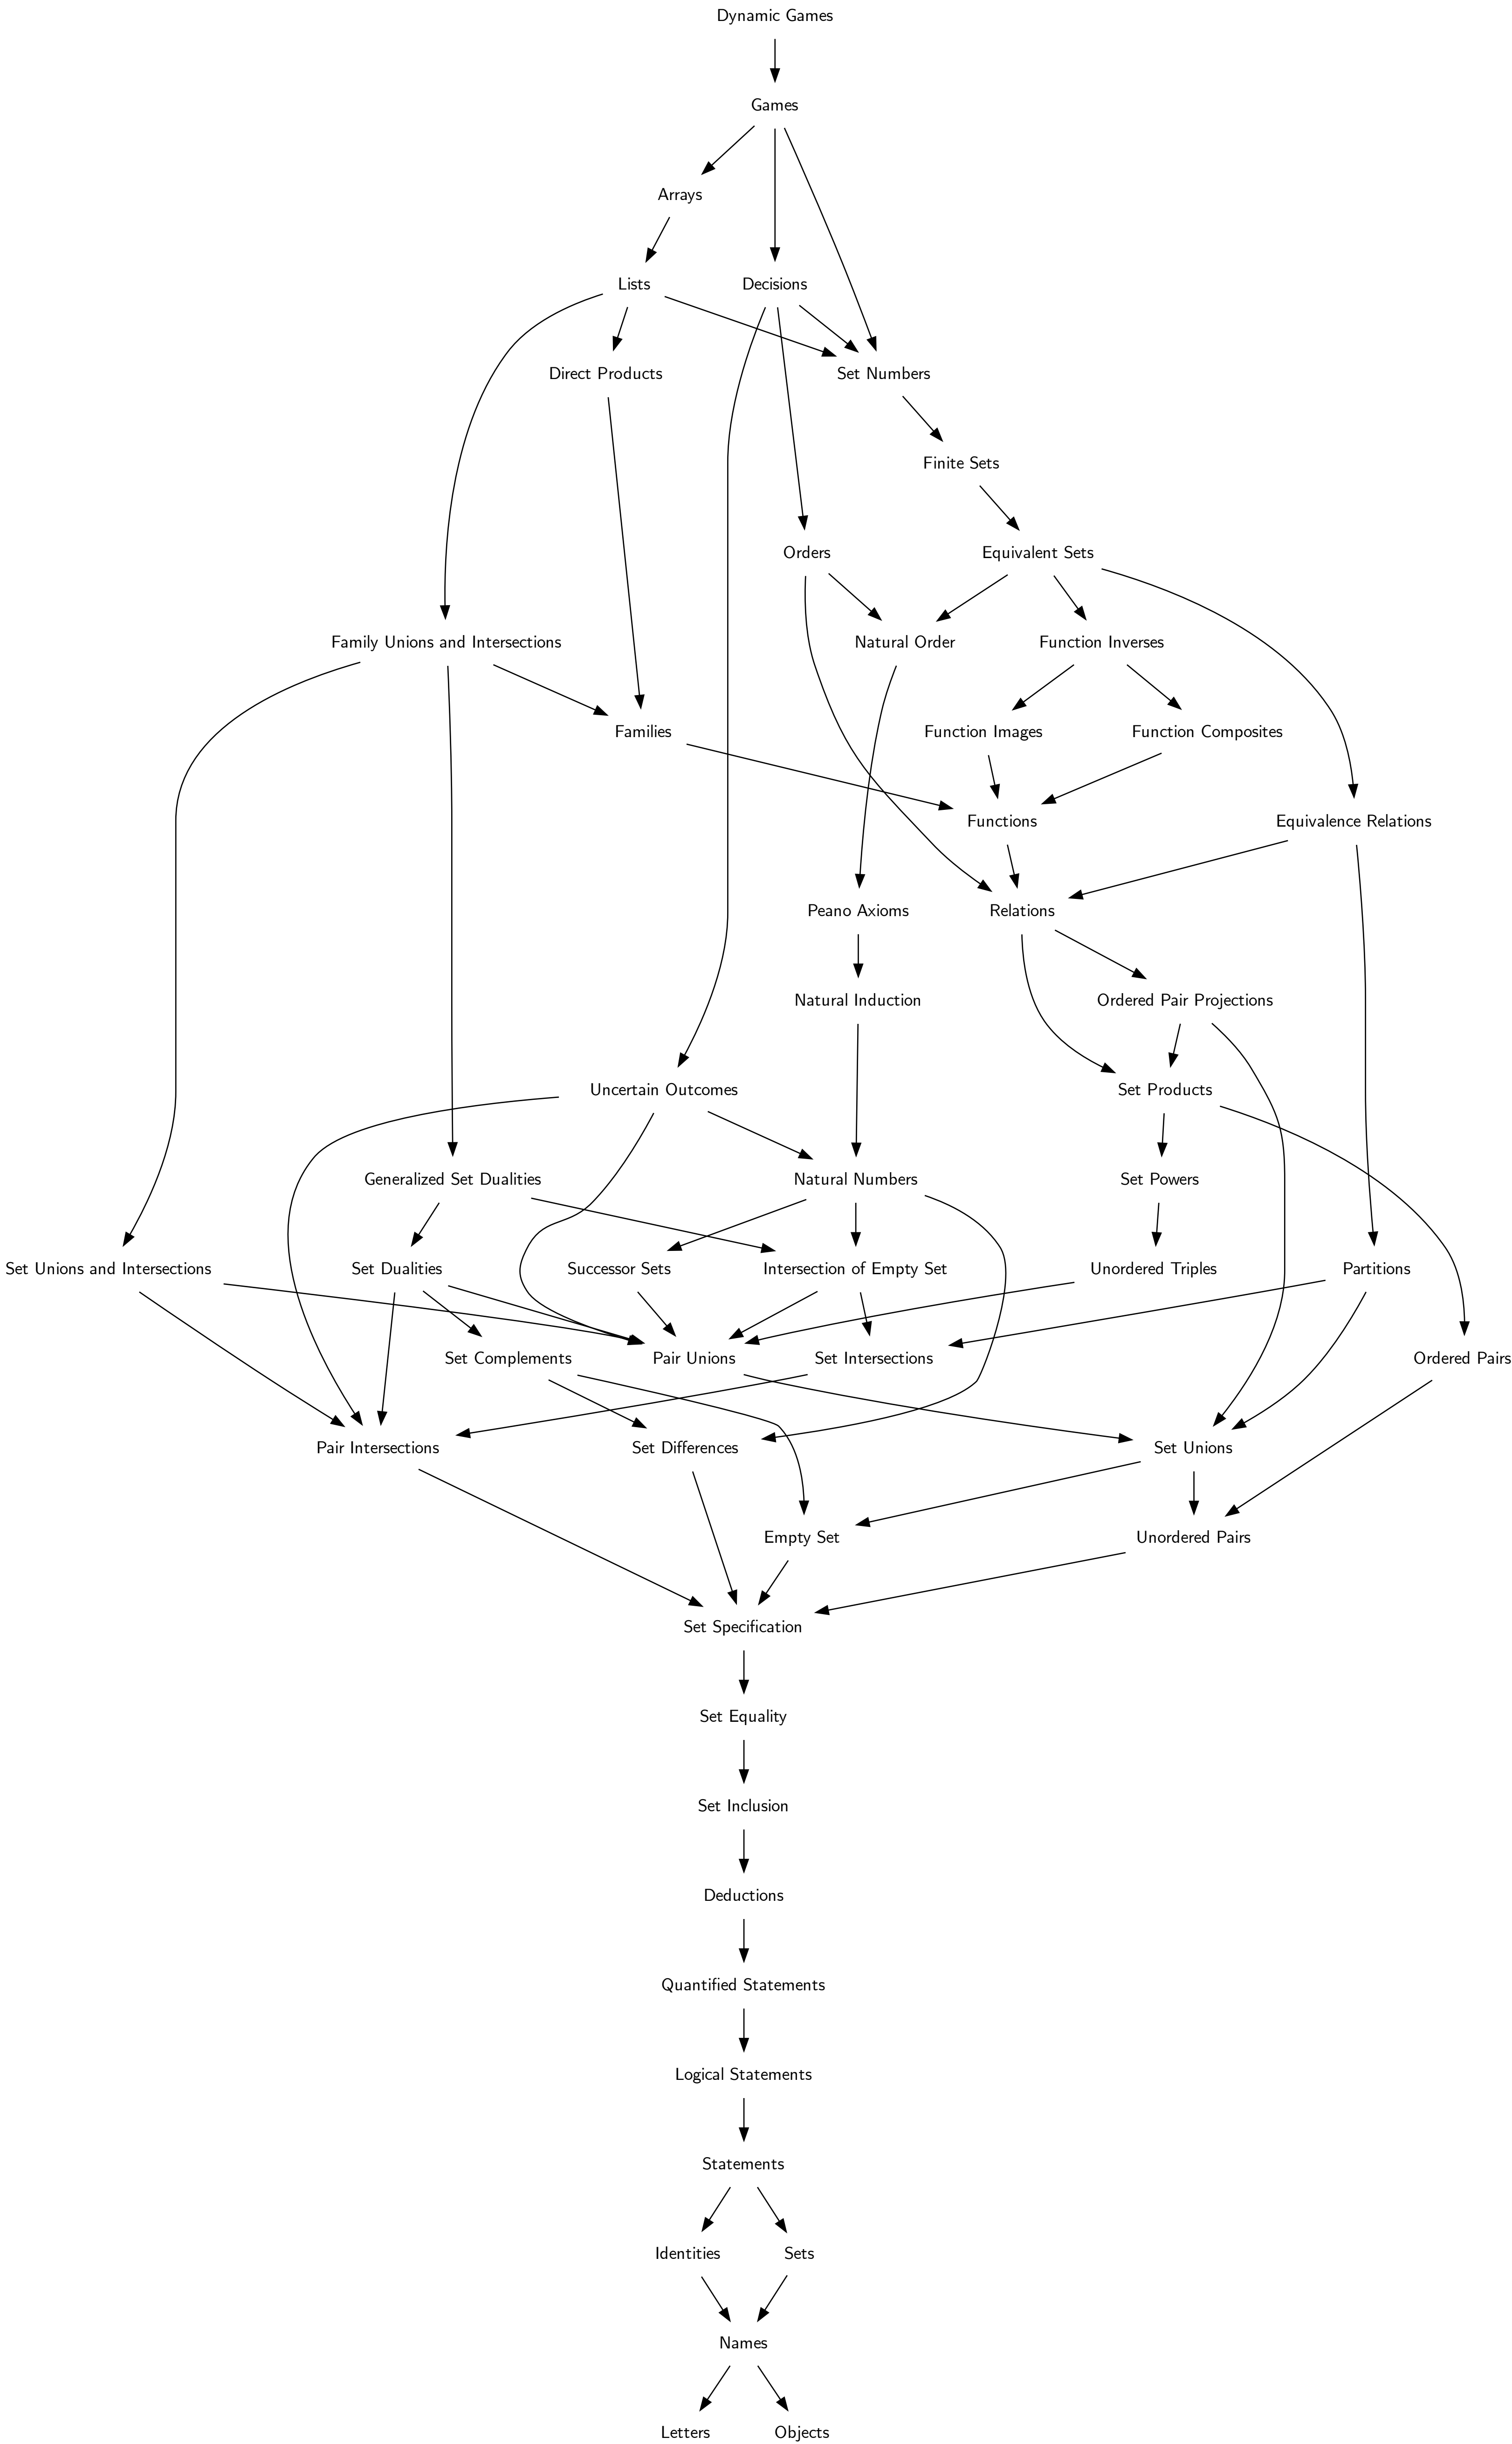 Dynamic Games
Games
Arrays
Lists
Decisions
Direct Products
Set Numbers
Finite Sets
Orders
Equivalent Sets
Family Unions and Intersections
Natural Order
Function Inverses
Families
Function Images
Function Composites
Functions
Equivalence Relations
Peano Axioms
Relations
Natural Induction
Ordered Pair Projections
Uncertain Outcomes
Set Products
Generalized Set Dualities
Natural Numbers
Set Powers
Set Unions and Intersections
Set Dualities
Successor Sets
Intersection of Empty Set
Unordered Triples
Partitions
Set Complements
Pair Unions
Set Intersections
Ordered Pairs
Pair Intersections
Set Differences
Set Unions
Empty Set
Unordered Pairs
Set Specification
Set Equality
Set Inclusion
Deductions
Quantified Statements
Logical Statements
Statements
Identities
Sets
Names
Letters
Objects